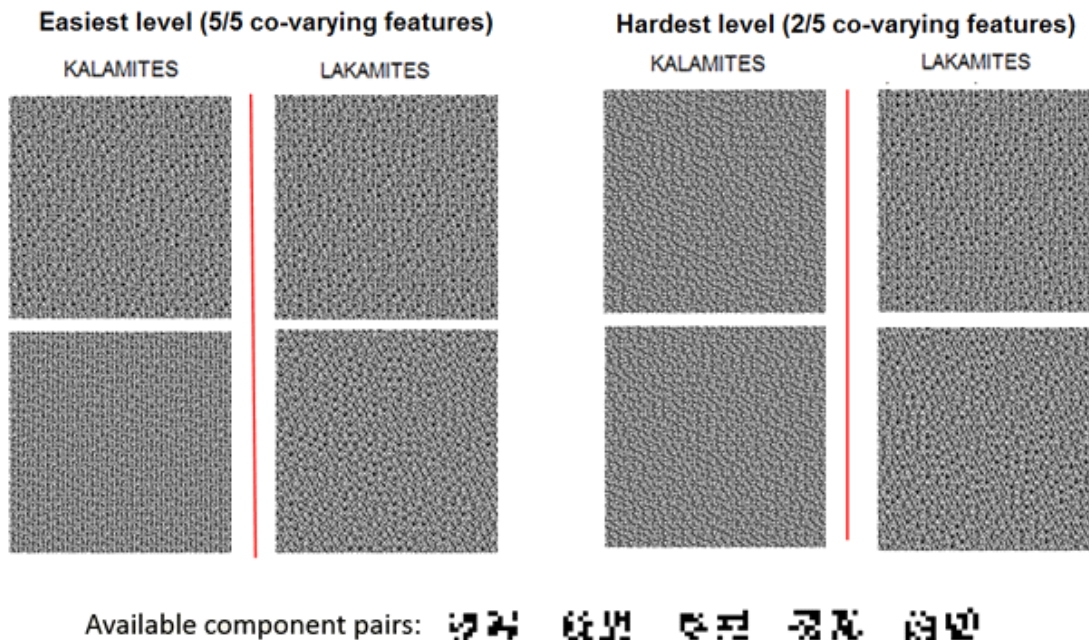 Easiest level (5/5 co-varying features)
KALAMITES
LAKAMITES
Hardest level (2/5 co-varying features)
KALAMITES
LAKAMITES
Available component pairs: